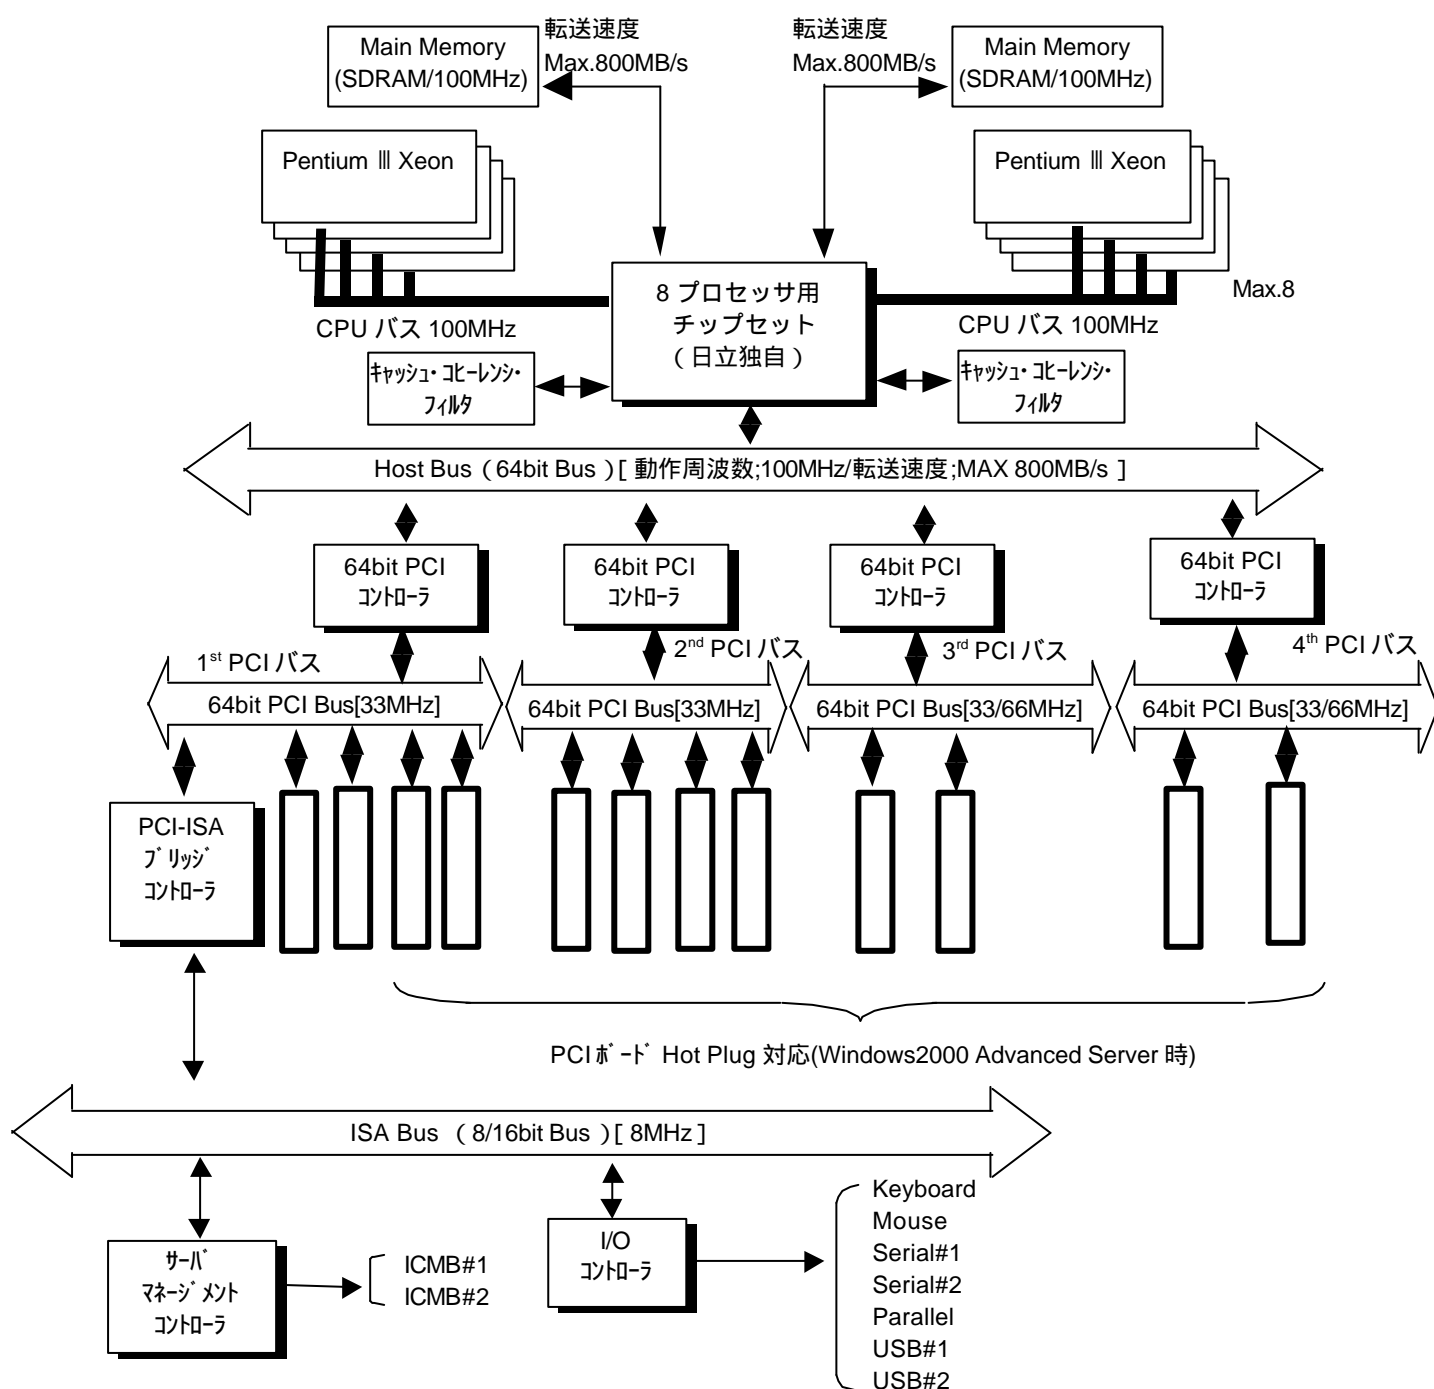 Main Memory
(SDRAM/100MHz)
転送速度
Max.800MB/s
転送速度
Max.800MB/s
Main Memory
(SDRAM/100MHz)
Pentium Ⅲ Xeon
Pentium Ⅲ Xeon
Max.8
8 プロセッサ用
チップセット
(日立独自)
CPU バス 100MHz
CPU バス 100MHz
ｷｬｯｼｭ･ｺﾋｰﾚﾝｼ･
ﾌｨﾙﾀ
ｷｬｯｼｭ･ｺﾋｰﾚﾝｼ･
ﾌｨﾙﾀ
Host Bus (64bit Bus)[ 動作周波数;100MHz/転送速度;MAX 800MB/s ]
64bit PCI
ｺﾝﾄﾛｰﾗ
64bit PCI
ｺﾝﾄﾛｰﾗ
64bit PCI
ｺﾝﾄﾛｰﾗ
64bit PCI
ｺﾝﾄﾛｰﾗ
1st PCI バス
2nd PCI バス
3rd PCI バス
4th PCI バス
64bit PCI Bus[33MHz]
64bit PCI Bus[33MHz]
64bit PCI Bus[33/66MHz]
64bit PCI Bus[33/66MHz]
PCI-ISA
ﾌﾞﾘｯｼﾞ
ｺﾝﾄﾛｰﾗ
PCI ﾎﾞｰﾄﾞ Hot Plug 対応(Windows2000 Advanced Server 時)
ISA Bus (8/16bit Bus)[ 8MHz ]
ｻｰﾊﾞ
ﾏﾈｰｼﾞﾒﾝﾄ
ｺﾝﾄﾛｰﾗ
ICMB#1
ICMB#2
I/O
ｺﾝﾄﾛｰﾗ
Keyboard
Mouse
Serial#1
Serial#2
Parallel
USB#1
USB#2